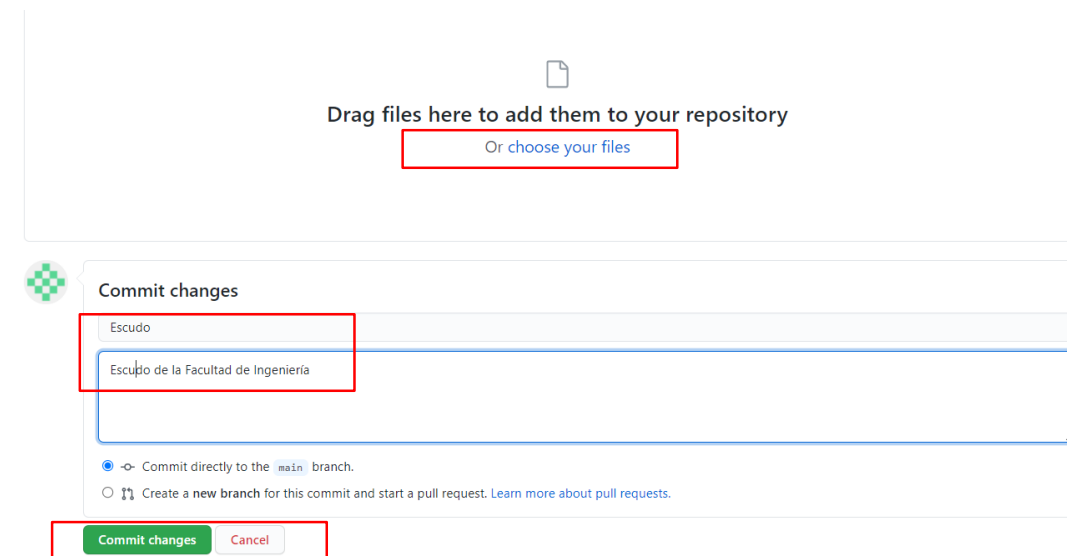 Drag files here to add them to your repository
Or choose your files
Commit changes
Escudo
Escudo de la Facultad de Ingeniería
Commit directly to the main branch.
Create a new branch for this commit and start a pull request. Learn more about pull requests.
Commit changes Cancel